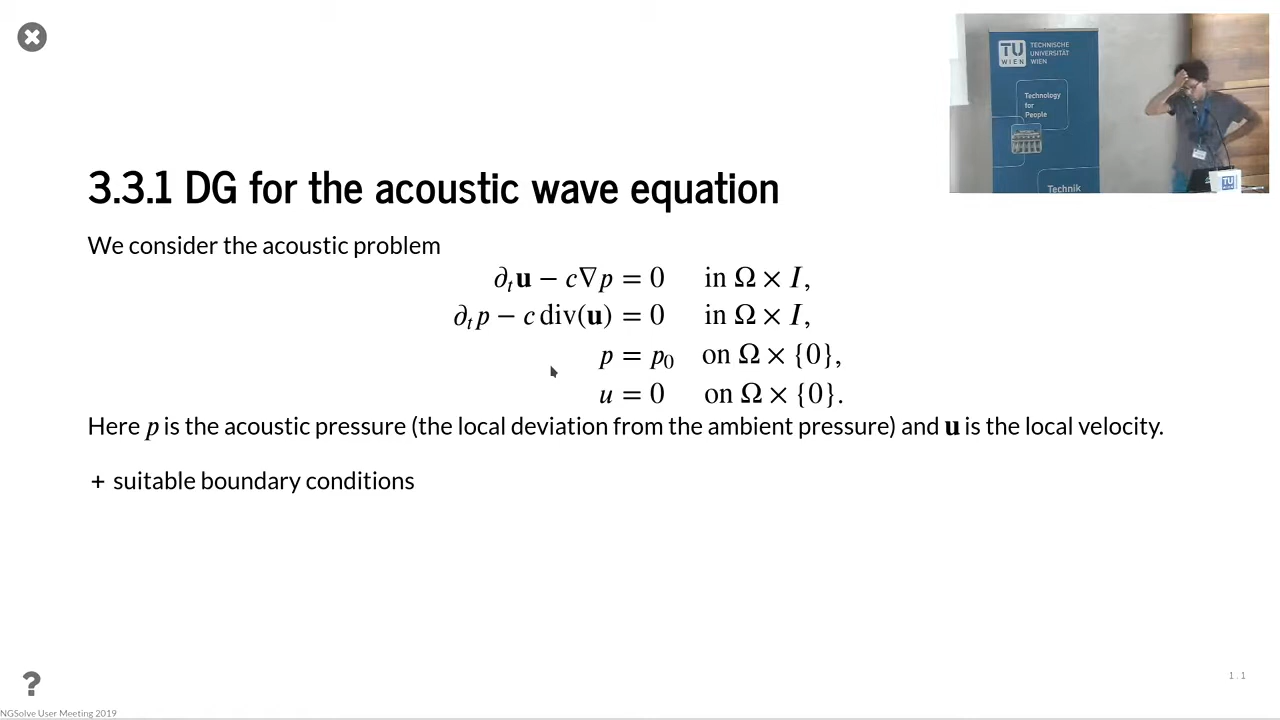 TU
WIEN
TECHNISCHE
UNIVERSITÄT
WIEN
Technology
for
People
Technik
TU
3.3.1 DG for the acoustic wave equation
We consider the acoustic problem
∂ₜ𝐮 − c∇p = 0 in Ω × I,
∂ₜp − c div(𝐮) = 0 in Ω × I,
p = p₀ on Ω × {0},
u = 0 on Ω × {0}.
Here p is the acoustic pressure (the local deviation from the ambient pressure) and 𝐮 is the local velocity.
+ suitable boundary conditions
1.1
?
NGSolve User Meeting 2019